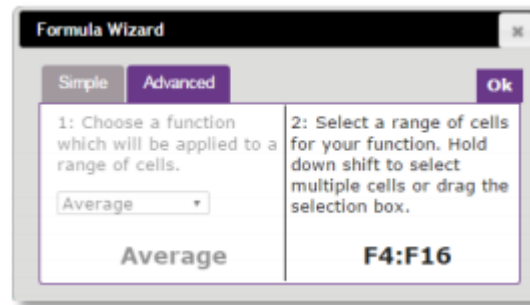 Formula Wizard
×
Simple
Advanced
Ok
1: Choose a function
which will be applied to a
range of cells.
Average
Average
2: Select a range of cells
for your function. Hold
down shift to select
multiple cells or drag the
selection box.
F4:F16